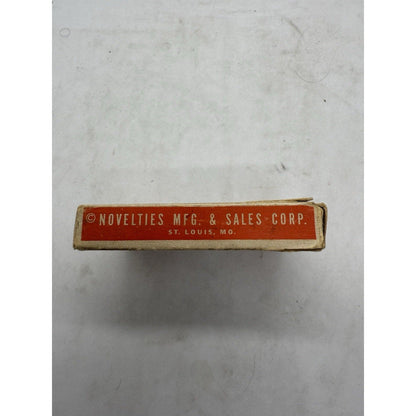 © NOVELTIES MFG. & SALES CORP.
ST. LOUIS, MO.